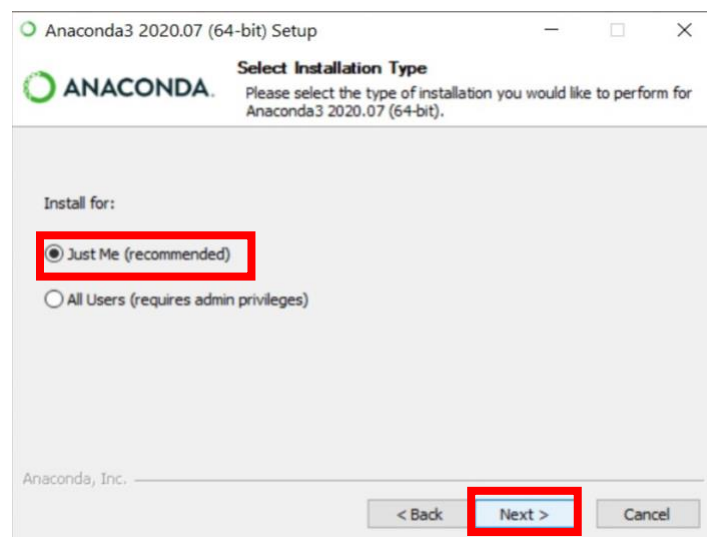 Anaconda3 2020.07 (64-bit) Setup
ANACONDA.
Select Installation Type
Please select the type of installation you would like to perform for
Anaconda3 2020.07 (64-bit).
Install for:
Just Me (recommended)
All Users (requires admin privileges)
Anaconda, Inc.
< Back
Next >
Cancel